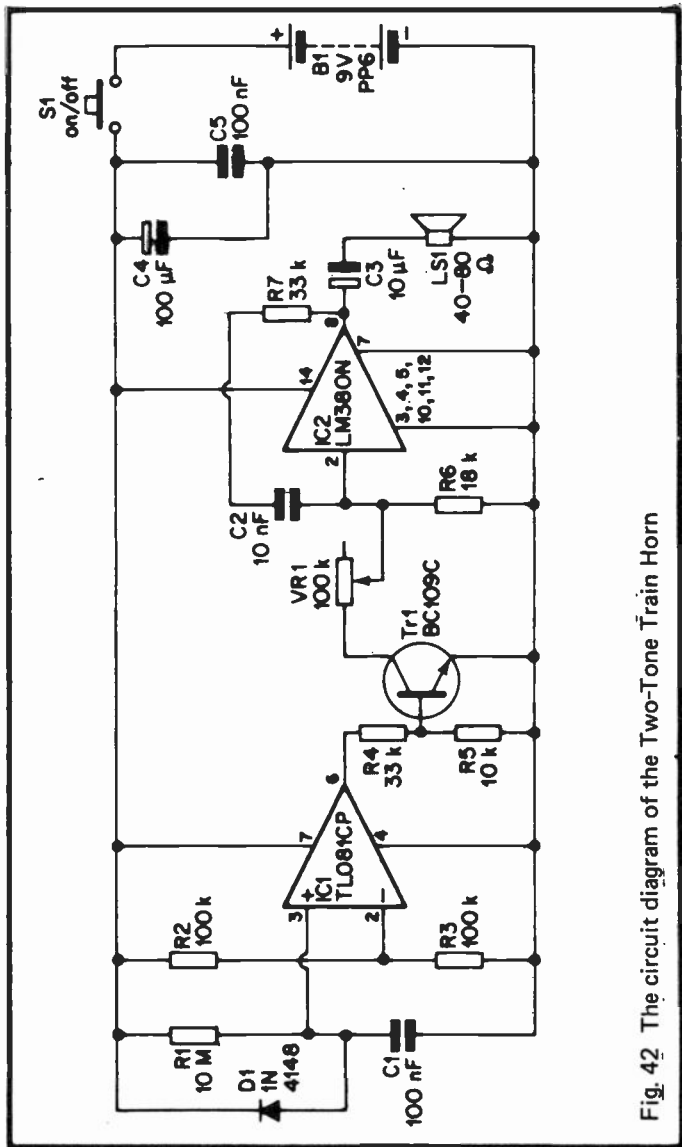 S1
on/off
+
B1
9V
PP6
−
C5
100 nF
C4
100 µF
R7
33 k
8
C3
10 µF
LS1
40–80
Ω
14
IC2
LM380N
7
3, 4, 5,
10, 11, 12
2
C2
10 nF
VR1
100 k
R6
18 k
Tr1
BC109C
R4
33 k
R5
10 k
6
7
IC1
TL081CP
4
3
+
2
−
R2
100 k
R3
100 k
R1
10 M
D1
1N
4148
C1
100 nF
Fig. 42 The circuit diagram of the Two-Tone Train Horn